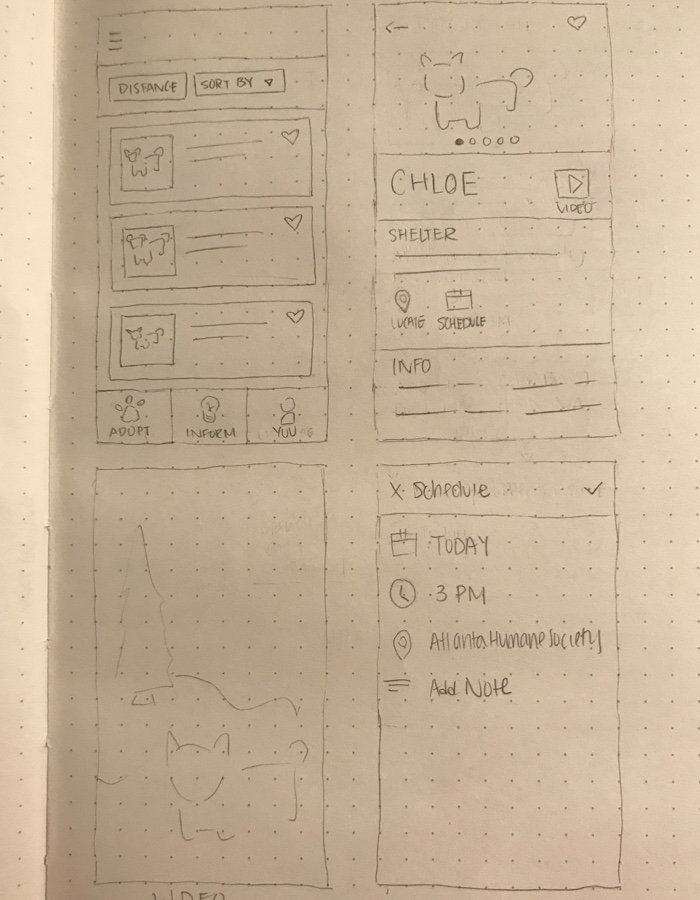 DISTANCE SORT BY
ADOPT INFORM YOU
CHLOE
VIDEO
SHELTER
LOCATE SCHEDULE
INFO
X Schedule
TODAY
3 PM
Atlanta Humane Society
Add Note
VIDEO